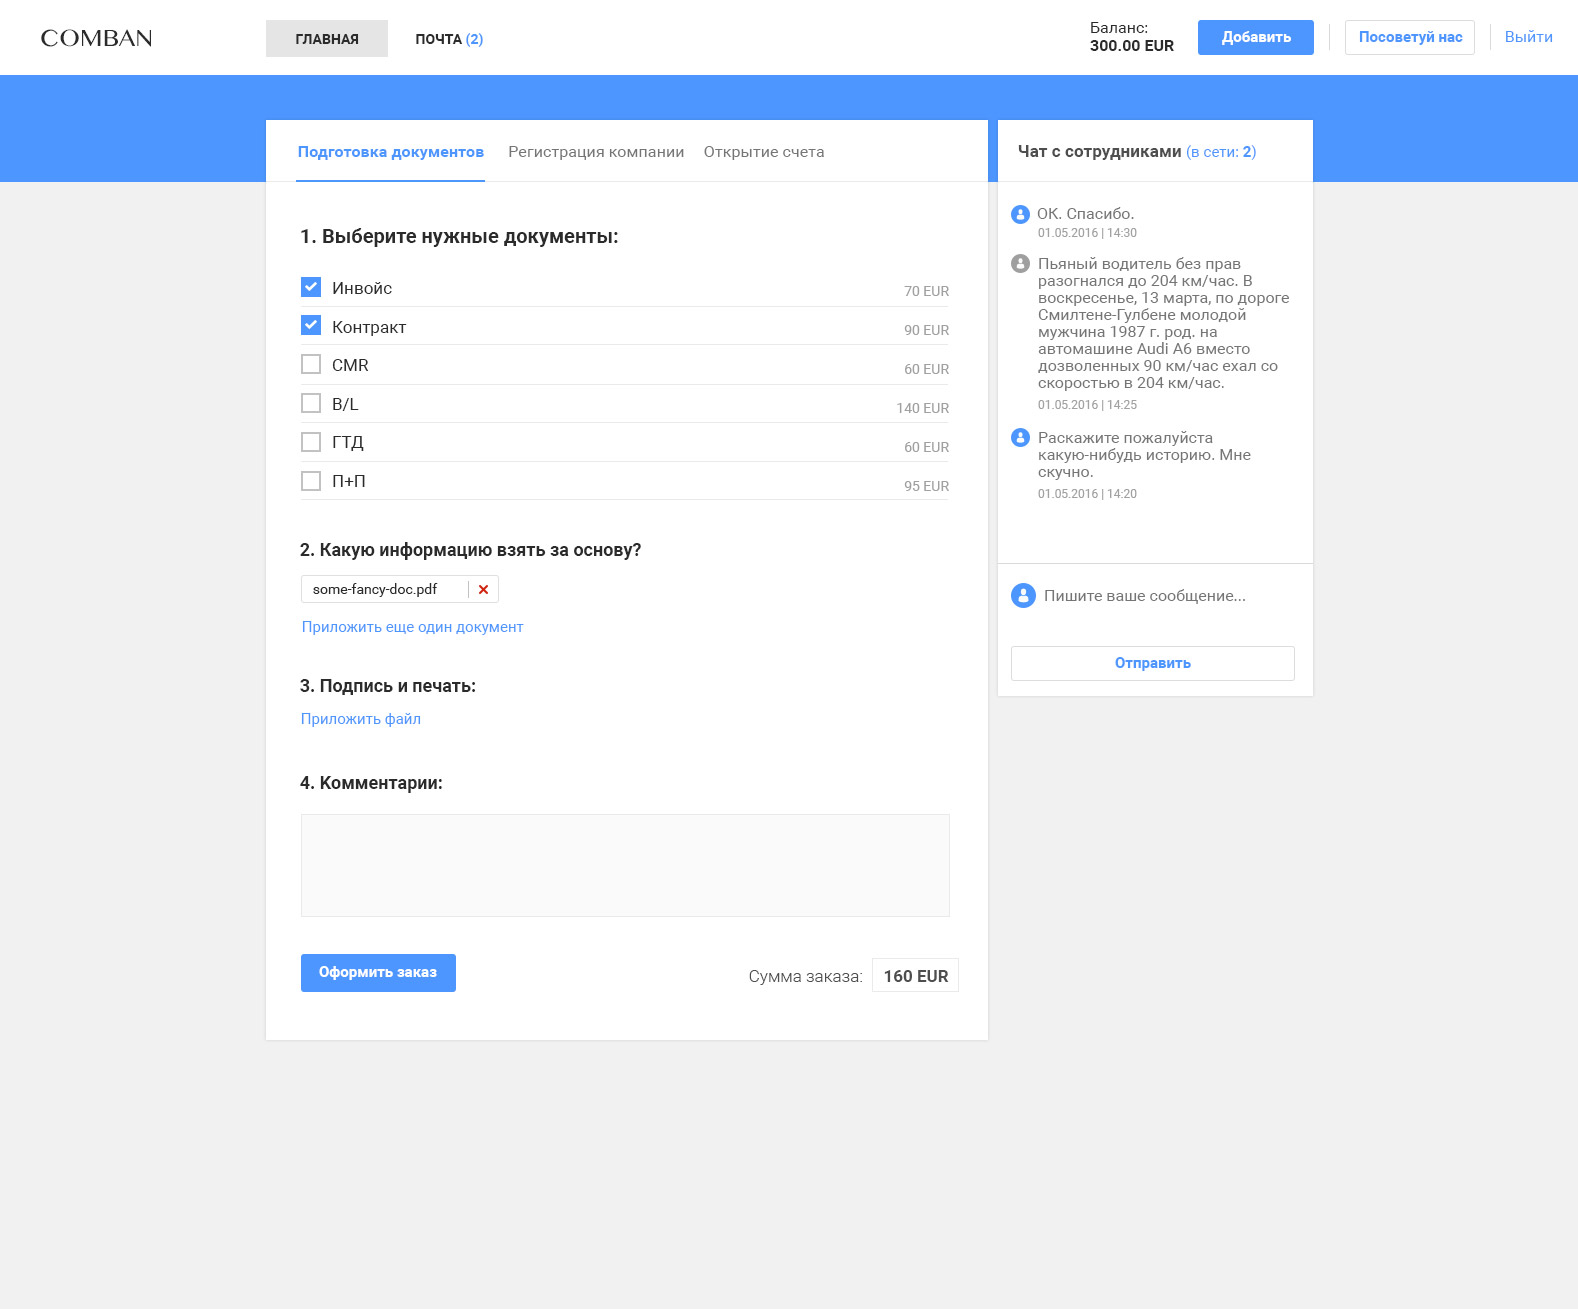 COMBAN
ГЛАВНАЯ
ПОЧТА (2)
Баланс:
300.00 EUR
Добавить
Посоветуй нас
Выйти
Подготовка документов
Регистрация компании
Открытие счета
1. Выберите нужные документы:
Инвойс 70 EUR
Контракт 90 EUR
CMR 60 EUR
B/L 140 EUR
ГТД 60 EUR
П+П 95 EUR
2. Какую информацию взять за основу?
some-fancy-doc.pdf
Приложить еще один документ
3. Подпись и печать:
Приложить файл
4. Комментарии:
Оформить заказ
Сумма заказа: 160 EUR
Чат с сотрудниками (в сети: 2)
ОК. Спасибо.
01.05.2016 | 14:30
Пьяный водитель без прав
разогнался до 204 км/час. В
воскресенье, 13 марта, по дороге
Смилтене-Гулбене молодой
мужчина 1987 г. род. на
автомашине Audi A6 вместо
дозволенных 90 км/час ехал со
скоростью в 204 км/час.
01.05.2016 | 14:25
Раскажите пожалуйста
какую-нибудь историю. Мне
скучно.
01.05.2016 | 14:20
Пишите ваше сообщение...
Отправить